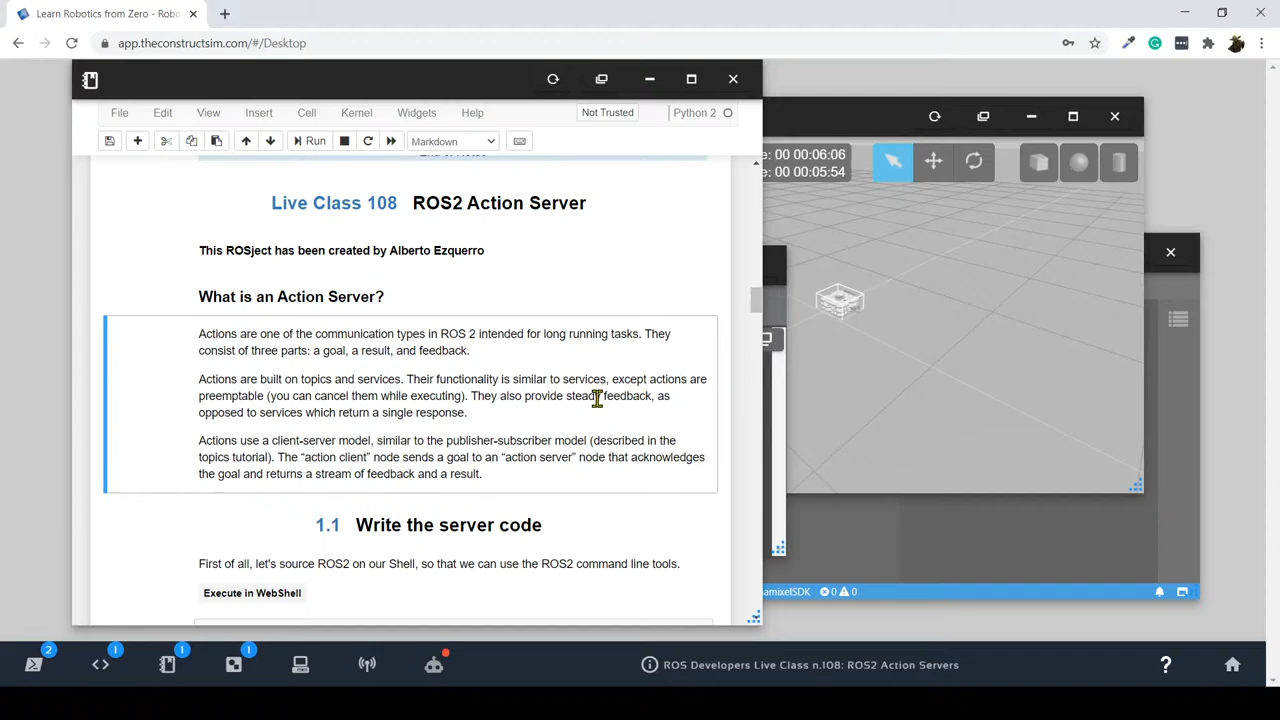 Learn Robotics from Zero - Robo
app.theconstructsim.com/#/Desktop
File Edit View Insert Cell Kernel Widgets Help Not Trusted Python 2
Run Markdown
Live Class 108 ROS2 Action Server
This ROSject has been created by Alberto Ezquerro
What is an Action Server?
Actions are one of the communication types in ROS 2 intended for long running tasks. They
consist of three parts: a goal, a result, and feedback.
Actions are built on topics and services. Their functionality is similar to services, except actions are
preemptable (you can cancel them while executing). They also provide steady feedback, as
opposed to services which return a single response.
Actions use a client-server model, similar to the publisher-subscriber model (described in the
topics tutorial). The “action client” node sends a goal to an “action server” node that acknowledges
the goal and returns a stream of feedback and a result.
1.1 Write the server code
First of all, let's source ROS2 on our Shell, so that we can use the ROS2 command line tools.
Execute in WebShell
e: 00 00:06:06
e: 00 00:05:54
amixelSDK 0 0
2 1 1 1
ROS Developers Live Class n.108: ROS2 Action Servers
?